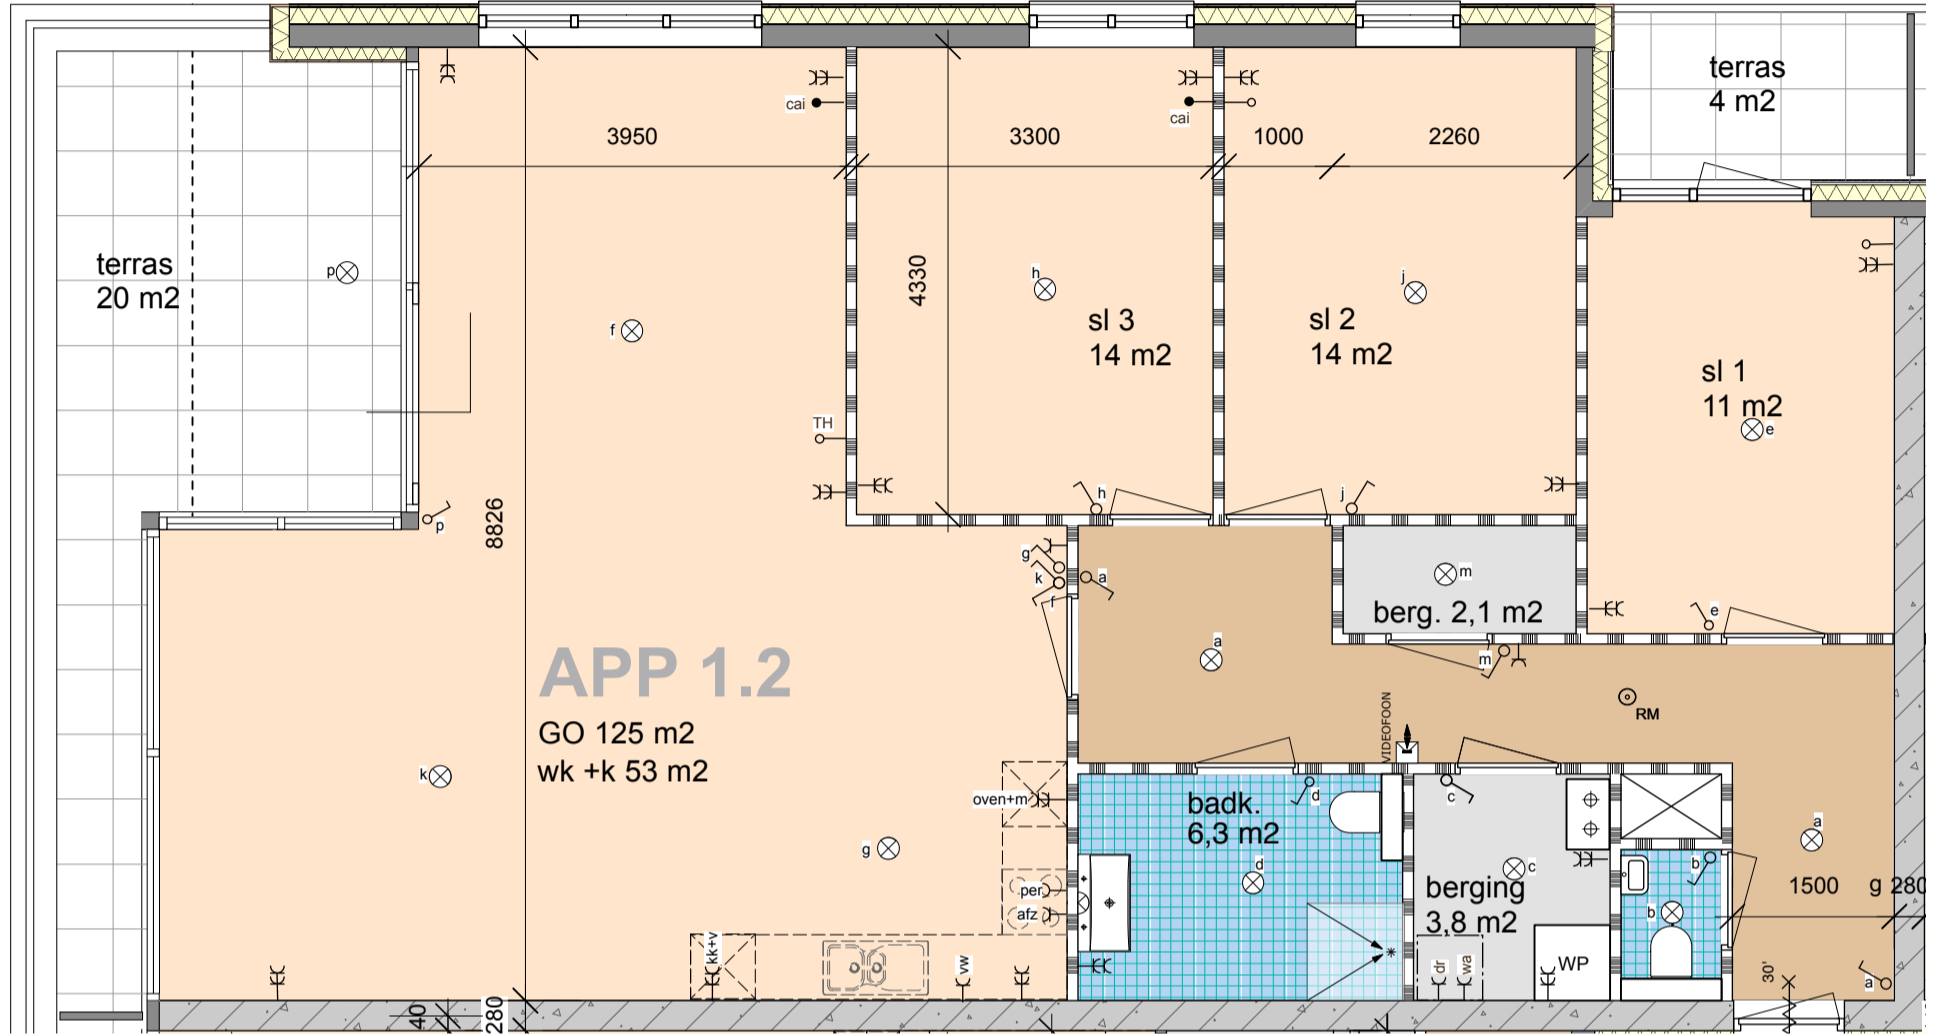 terras
4 m2
cai
cai
3950
3300
1000
2260
terras
20 m2
p
f
4330
h
j
sl 3
14 m2
sl 2
14 m2
sl 1
11 m2
e
TH
h
j
p
8826
g
k
f
a
m
berg. 2,1 m2
e
a
m
APP 1.2
GO 125 m2
wk +k 53 m2
VIDEOFOON
RM
k
oven+m
badk.
6,3 m2
d
c
a
g
d
c
b
per
afz
berging
3,8 m2
b
1500
g 280
kk+v
vw
dr
wa
WP
30'
a
40
280